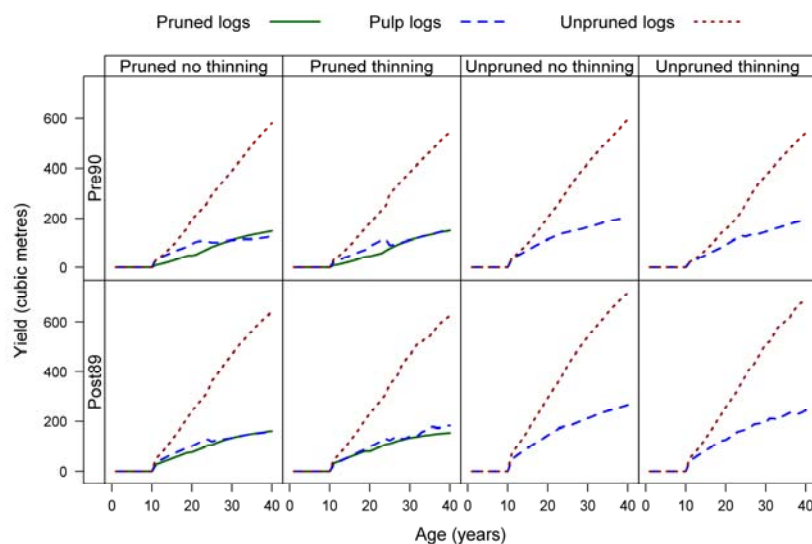 Pruned logs Pulp logs Unpruned logs
Pruned no thinning Pruned thinning Unpruned no thinning Unpruned thinning
600
400
200
0
Pre90
600
400
200
0
Post89
Yield (cubic metres)
0 10 20 30 40 0 10 20 30 40 0 10 20 30 40 0 10 20 30 40
Age (years)